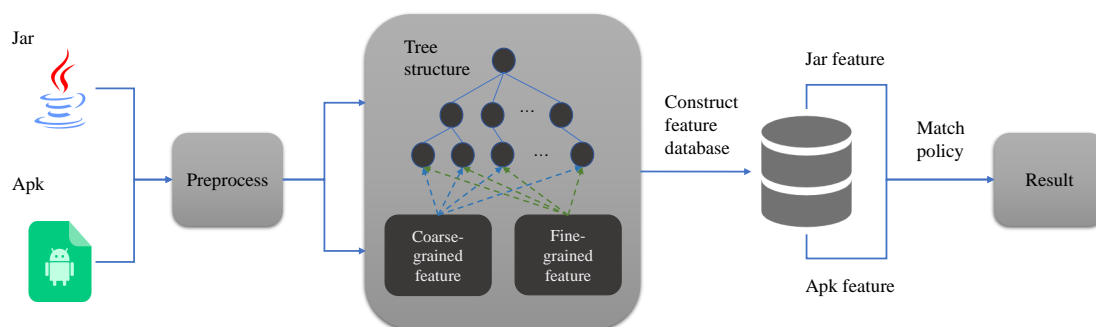 Jar
Apk
Preprocess
Tree
structure
...
...
Coarse-
grained
feature
Fine-
grained
feature
Construct
feature
database
Jar feature
Apk feature
Match
policy
Result